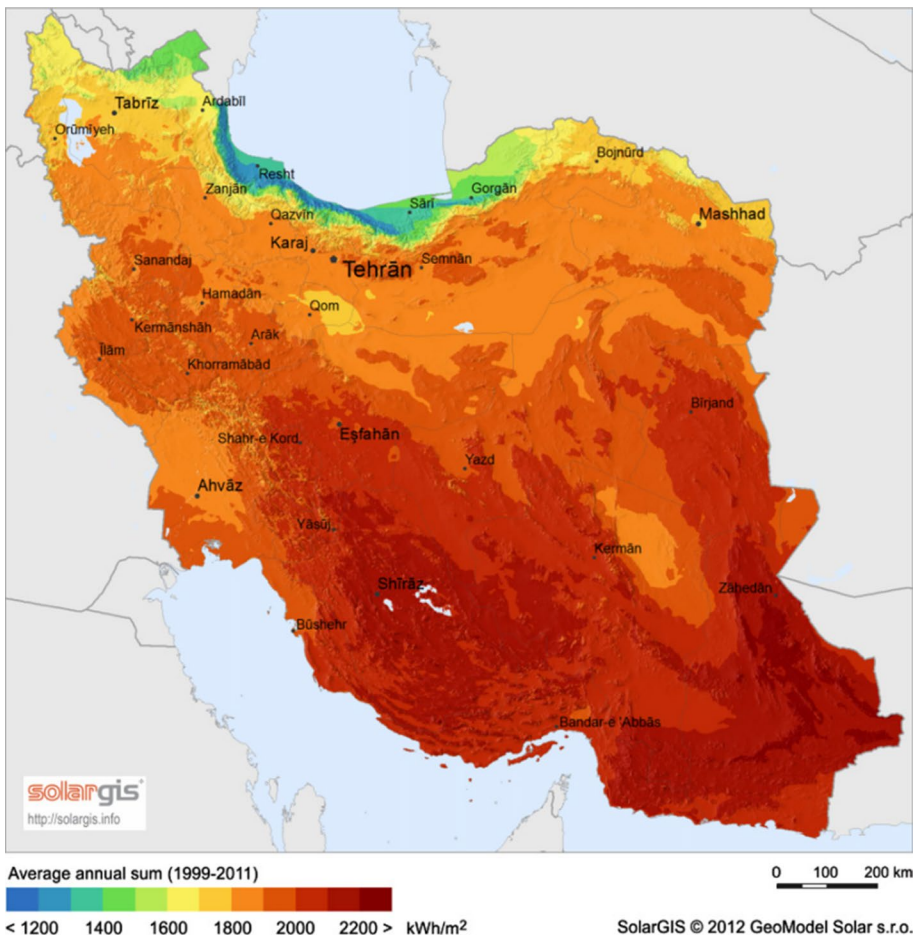 Tabrīz
Ardabīl
Orūmīyeh
Resht
Bojnūrd
Zanjān
Gorgān
Sārī
Qazvīn
Mashhad
Karaj
Semnān
Tehrān
Sanandaj
Hamadān
Qom
Kermānshāh
Arāk
Īlām
Khorramābād
Bīrjand
Shahr-e Kord
Eşfahān
Yazd
Ahvāz
Yāsūj
Kermān
Shīrāz
Zāhedān
Būshehr
Bandar-e 'Abbās
solargis
http://solargis.info
Average annual sum (1999-2011)
0 100 200 km
< 1200 1400 1600 1800 2000 2200 > kWh/m²
SolarGIS © 2012 GeoModel Solar s.r.o.